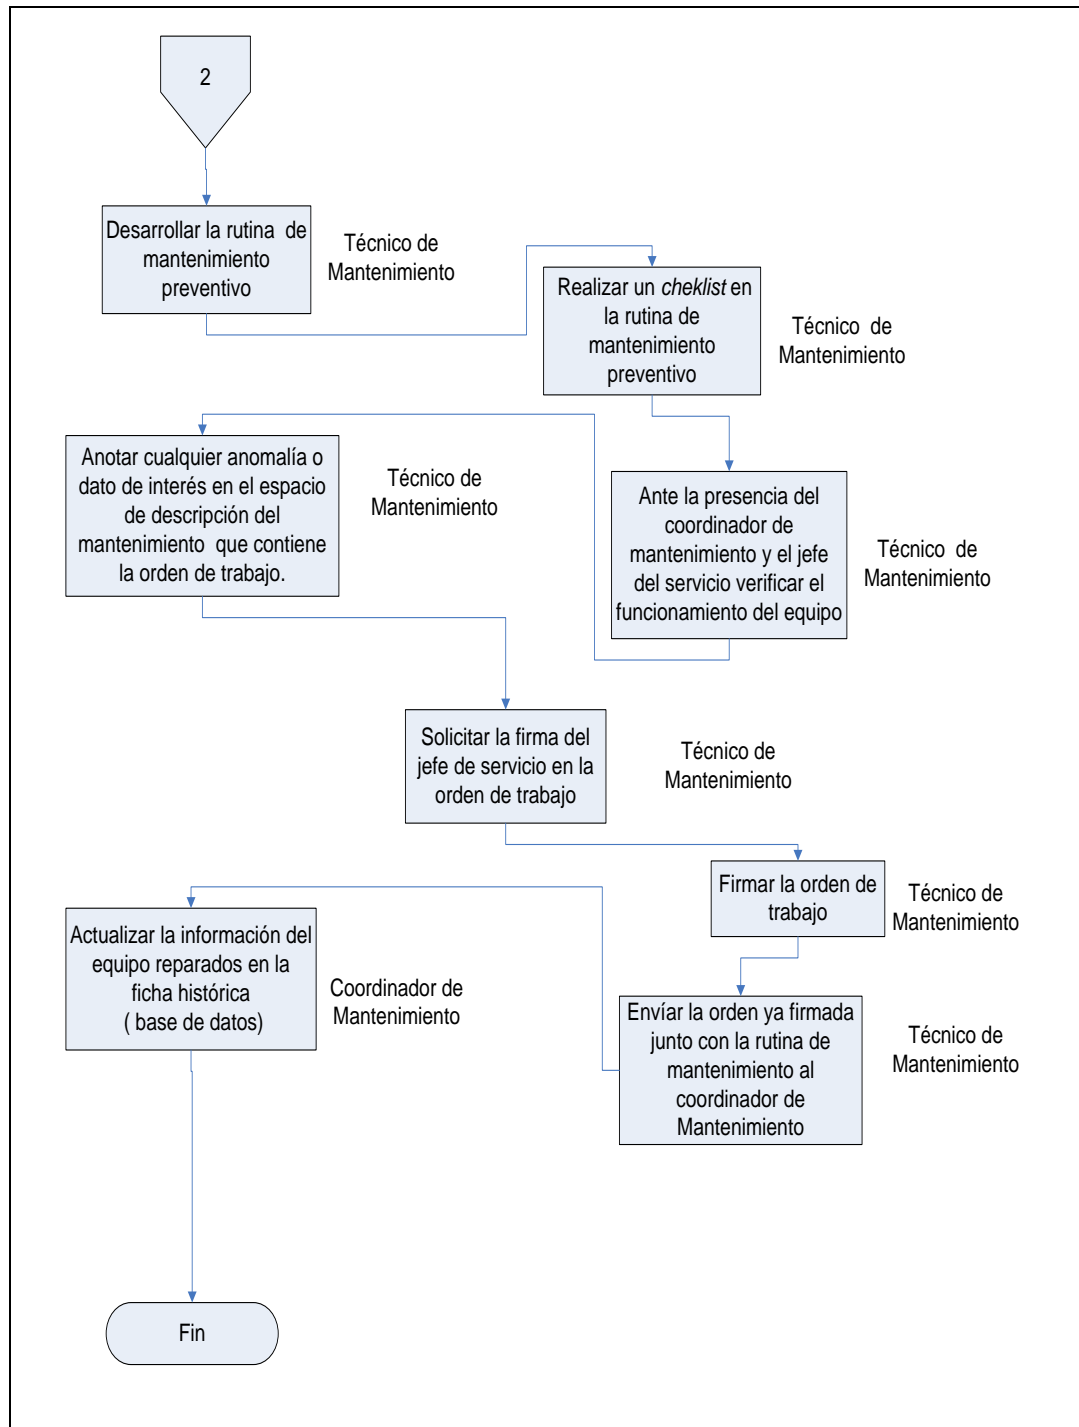 2
Desarrollar la rutina de
mantenimiento
preventivo
Técnico de
Mantenimiento
Realizar un cheklist en
la rutina de
mantenimiento
preventivo
Técnico de
Mantenimiento
Ante la presencia del
coordinador de
mantenimiento y el jefe
del servicio verificar el
funcionamiento del equipo
Técnico de
Mantenimiento
Anotar cualquier anomalía o
dato de interés en el espacio
de descripción del
mantenimiento que contiene
la orden de trabajo.
Técnico de
Mantenimiento
Solicitar la firma del
jefe de servicio en la
orden de trabajo
Técnico de
Mantenimiento
Firmar la orden de
trabajo
Técnico de
Mantenimiento
Envíar la orden ya firmada
junto con la rutina de
mantenimiento al
coordinador de
Mantenimiento
Técnico de
Mantenimiento
Actualizar la información del
equipo reparados en la
ficha histórica
( base de datos)
Coordinador de
Mantenimiento
Fin